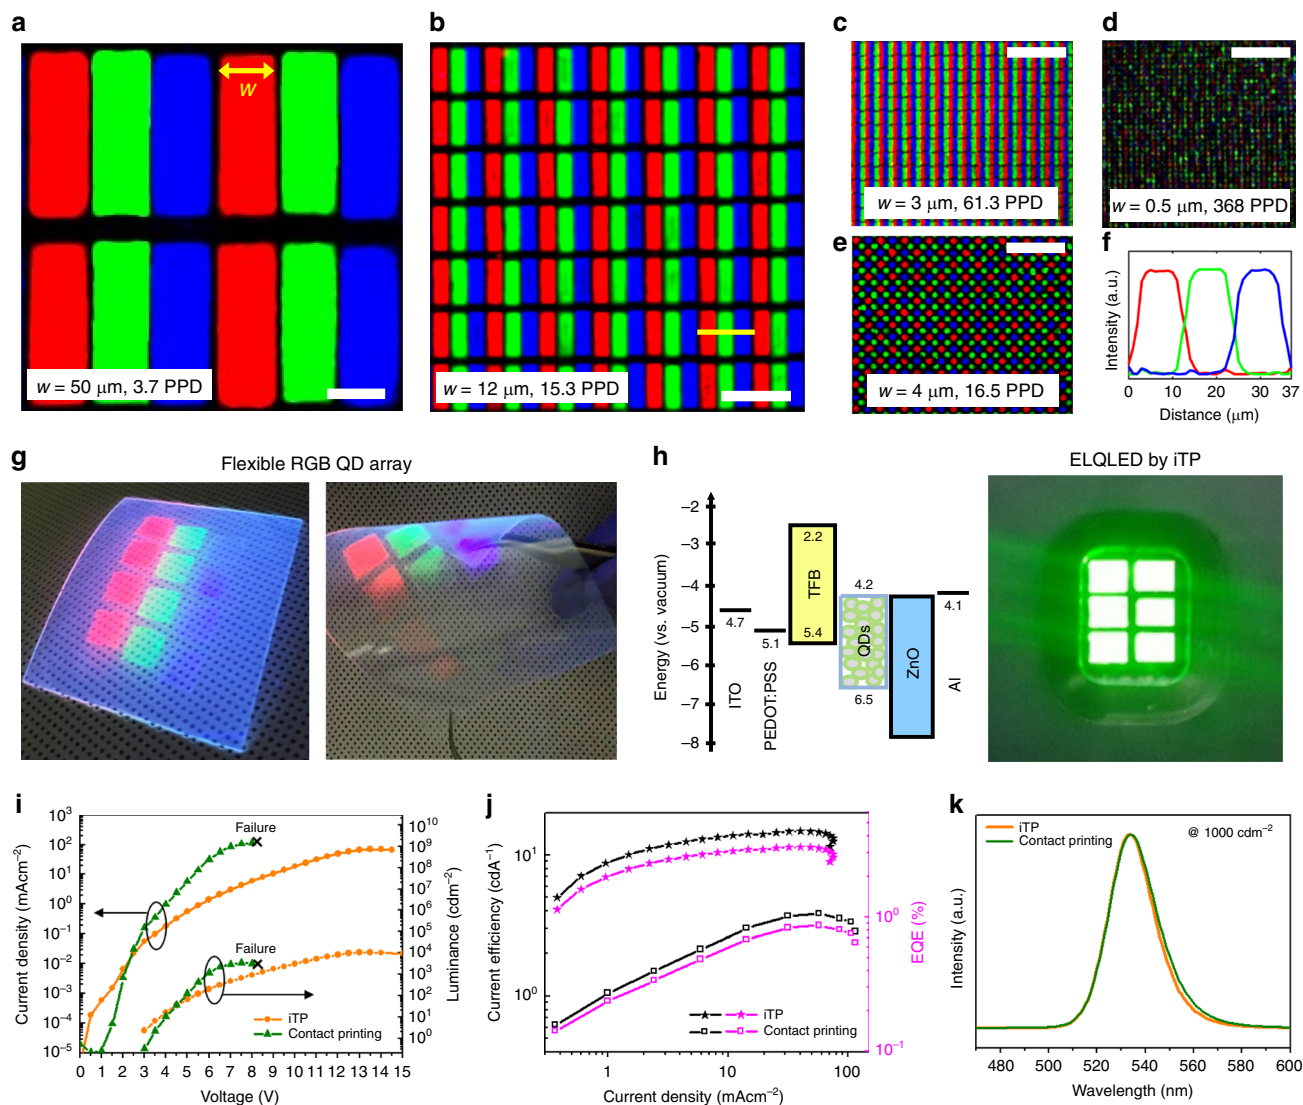 a
w
w = 50 μm, 3.7 PPD
b
w = 12 μm, 15.3 PPD
c
w = 3 μm, 61.3 PPD
d
w = 0.5 μm, 368 PPD
e
w = 4 μm, 16.5 PPD
f
Intensity (a.u.)
0 10 20 30 37
Distance (μm)
g
Flexible RGB QD array
h
ELQLED by iTP
Energy (vs. vacuum)
−2
−3
−4
−5
−6
−7
−8
4.7
ITO
5.1
PEDOT:PSS
2.2
TFB
5.4
4.2
QDs
6.5
ZnO
4.1
Al
i
Current density (mAcm⁻²)
10³
10²
10¹
10⁰
10⁻¹
10⁻²
10⁻³
10⁻⁴
10⁻⁵
Failure
Failure
iTP
Contact printing
10¹⁰
10⁹
10⁸
10⁷
10⁶
10⁵
10⁴
10³
10²
10¹
10⁰
Luminance (cdm⁻²)
0 1 2 3 4 5 6 7 8 9 10 11 12 13 14 15
Voltage (V)
j
Current efficiency (cdA⁻¹)
10¹
10⁰
iTP
Contact printing
10⁰
10⁻¹
EQE (%)
1 10 100
Current density (mAcm⁻²)
k
iTP
Contact printing
@ 1000 cdm⁻²
Intensity (a.u.)
480 500 520 540 560 580 600
Wavelength (nm)